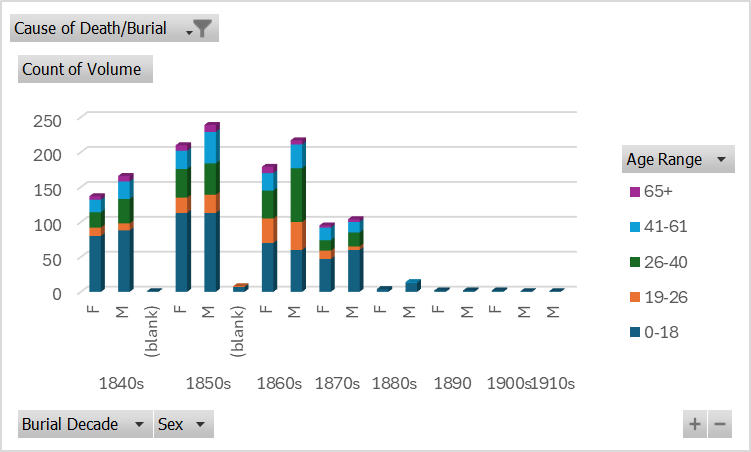 Cause of Death/Burial
Count of Volume
250
200
150
100
50
0
F M (blank) F M (blank) F M F M F M F M F M M
1840s 1850s 1860s 1870s 1880s 1890 1900s 1910s
Age Range
65+
41-61
26-40
19-26
0-18
Burial Decade Sex
+ −